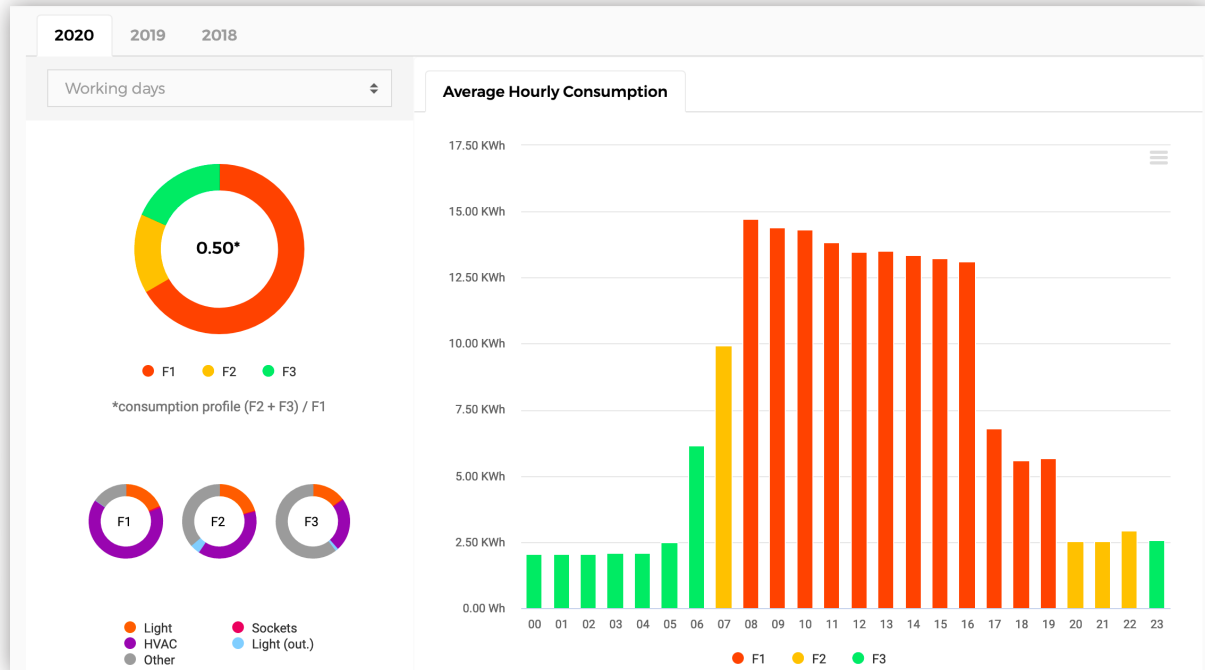 2020 2019 2018
Working days
Average Hourly Consumption
0.50*
F1 F2 F3
*consumption profile (F2 + F3) / F1
F1 F2 F3
Light Sockets
HVAC Light (out.)
Other
17.50 KWh
15.00 KWh
12.50 KWh
10.00 KWh
7.50 KWh
5.00 KWh
2.50 KWh
0.00 Wh
00 01 02 03 04 05 06 07 08 09 10 11 12 13 14 15 16 17 18 19 20 21 22 23
F1 F2 F3